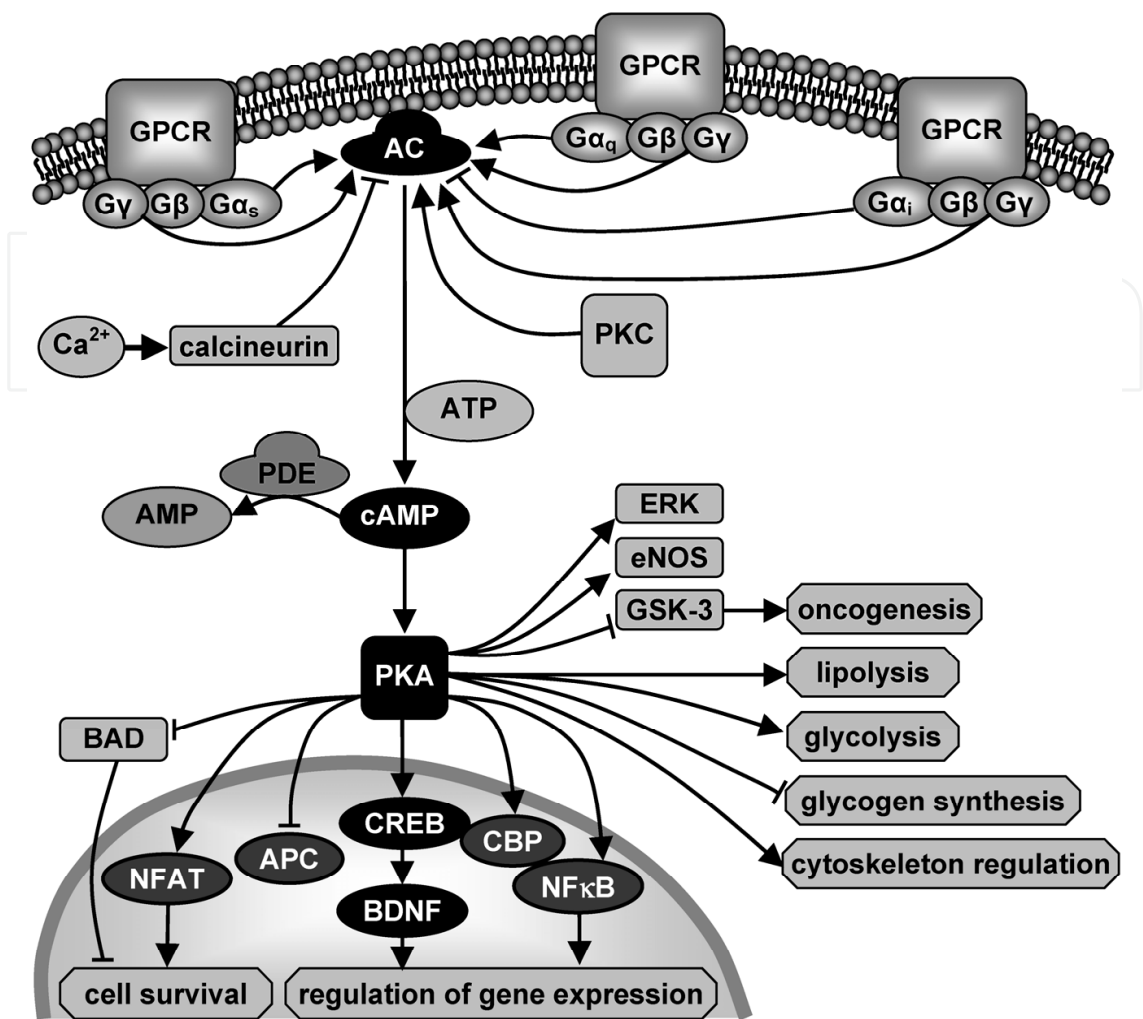 GPCR
GPCR
GPCR
AC
Gαq Gβ Gγ
Gγ Gβ Gαs
Gαi Gβ Gγ
Ca2+
calcineurin
PKC
ATP
PDE
AMP
cAMP
ERK
eNOS
GSK-3
oncogenesis
PKA
lipolysis
BAD
glycolysis
glycogen synthesis
CREB
CBP
APC
cytoskeleton regulation
NFAT
NFκB
BDNF
cell survival
regulation of gene expression